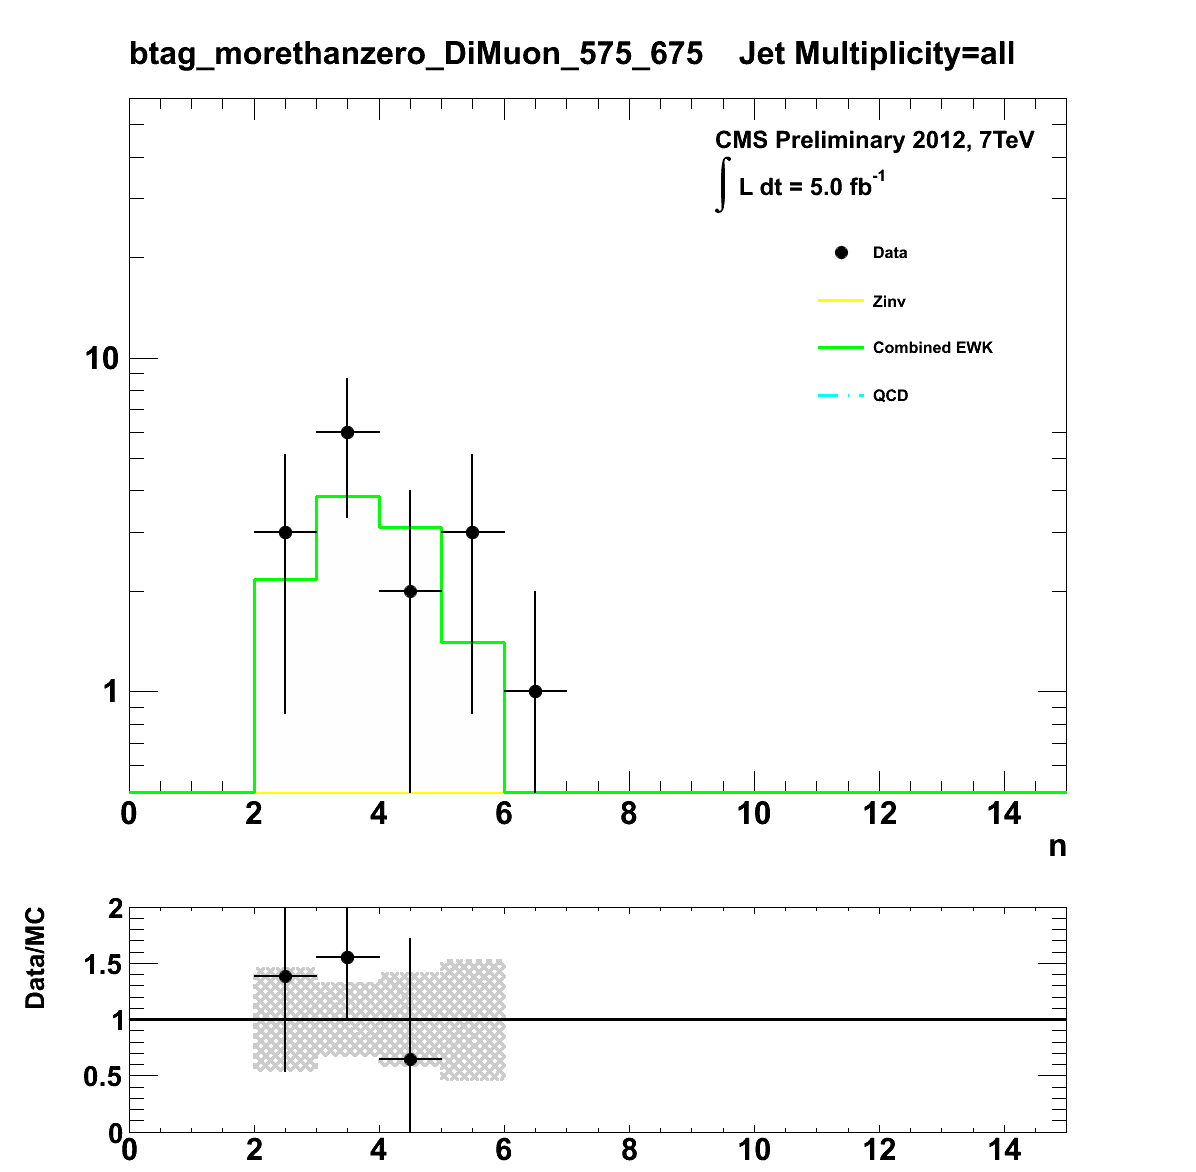 btag_morethanzero_DiMuon_575_675 Jet Multiplicity=all
CMS Preliminary 2012, 7TeV
∫ L dt = 5.0 fb⁻¹
Data
Zinv
Combined EWK
QCD
10
1
0 2 4 6 8 10 12 14
n
Data/MC
2
1.5
1
0.5
0
0 2 4 6 8 10 12 14